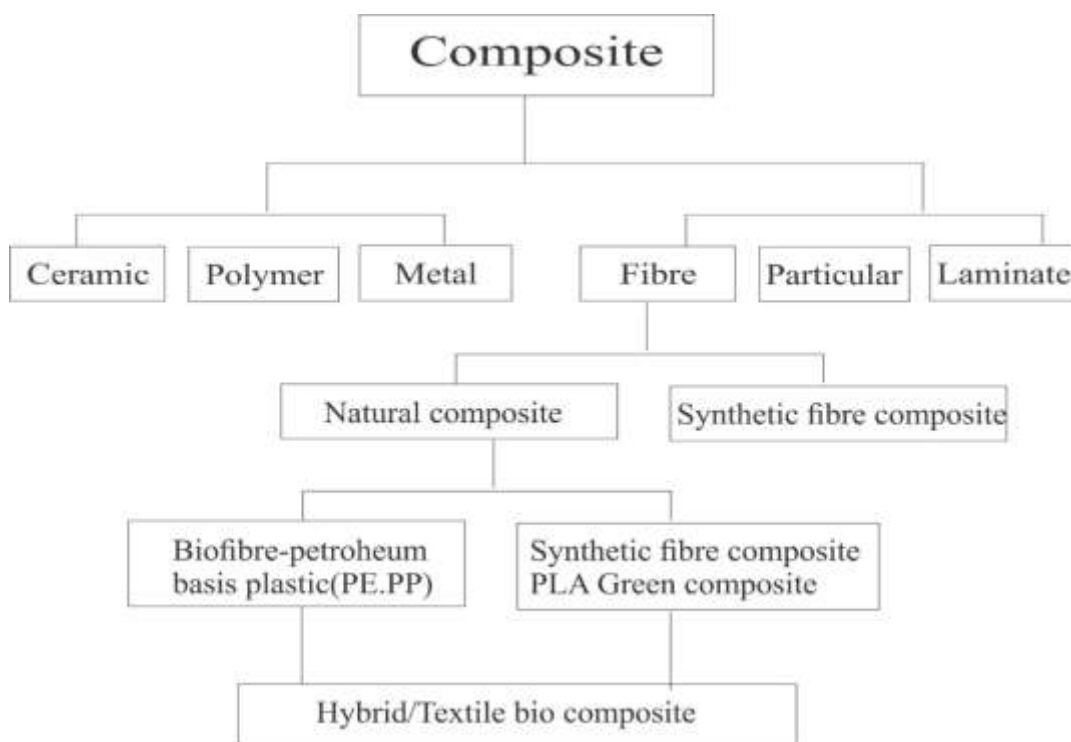 Composite
Ceramic
Polymer
Metal
Fibre
Particular
Laminate
Natural composite
Synthetic fibre composite
Biofibre-petroheum
basis plastic(PE.PP)
Synthetic fibre composite
PLA Green composite
Hybrid/Textile bio composite